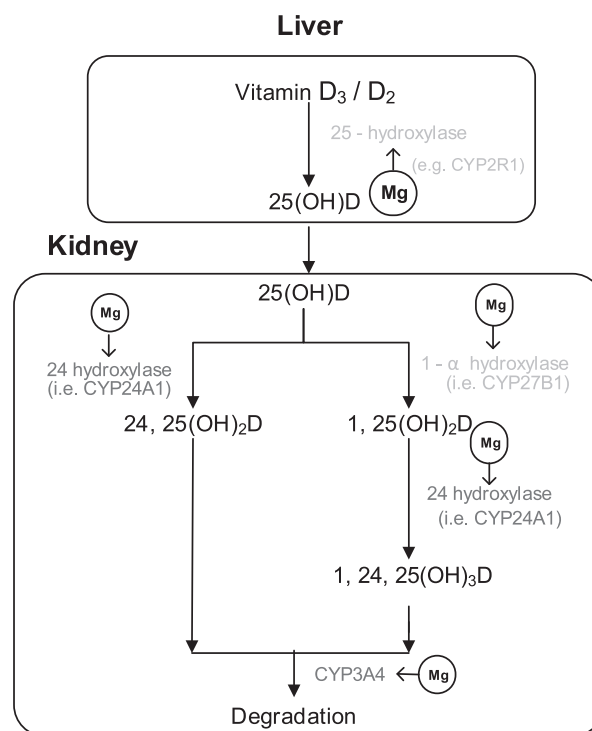 Liver
Vitamin D₃ / D₂
25 - hydroxylase
(e.g. CYP2R1)
Mg
25(OH)D
Kidney
25(OH)D
Mg
Mg
24 hydroxylase
(i.e. CYP24A1)
1 - α hydroxylase
(i.e. CYP27B1)
24, 25(OH)₂D
1, 25(OH)₂D
Mg
24 hydroxylase
(i.e. CYP24A1)
1, 24, 25(OH)₃D
CYP3A4
Mg
Degradation